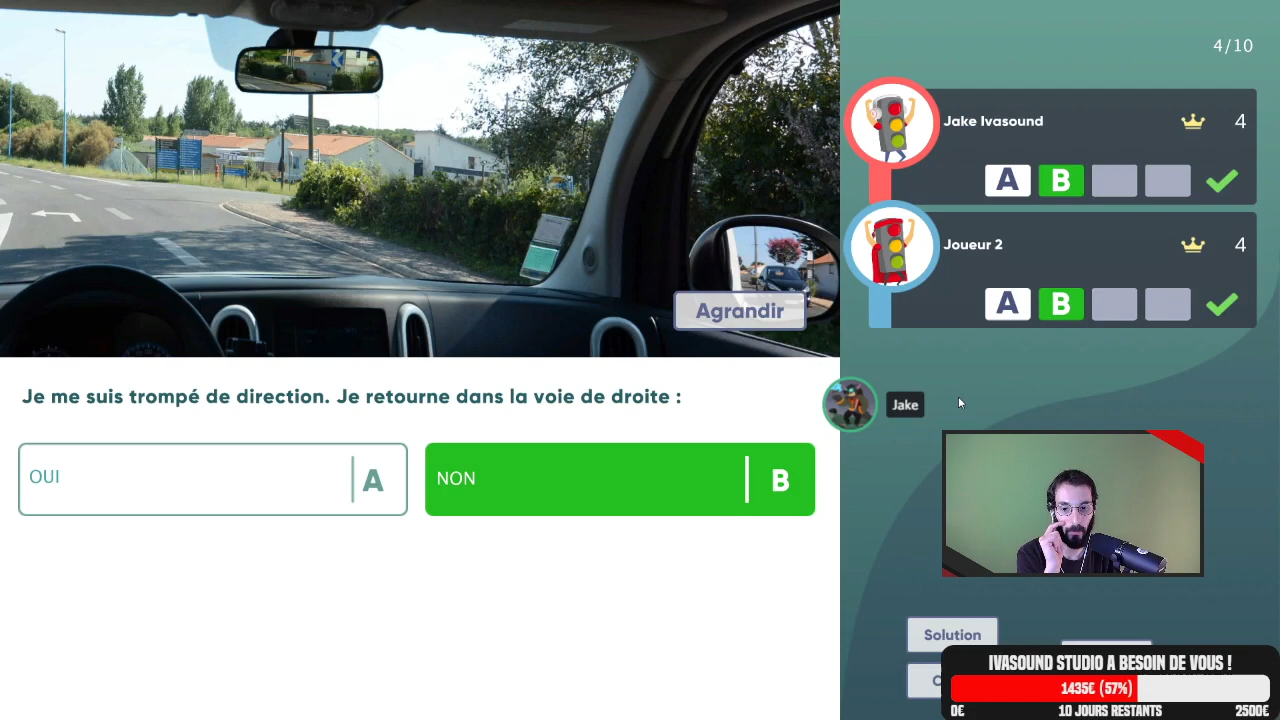 4/10
Jake Ivasound
4
A B
Joueur 2
4
A B
Agrandir
Je me suis trompé de direction. Je retourne dans la voie de droite :
OUI A
NON B
Jake
Solution
IVASOUND STUDIO A BESOIN DE VOUS !
1435€ (57%)
0€ 10 JOURS RESTANTS 2500€